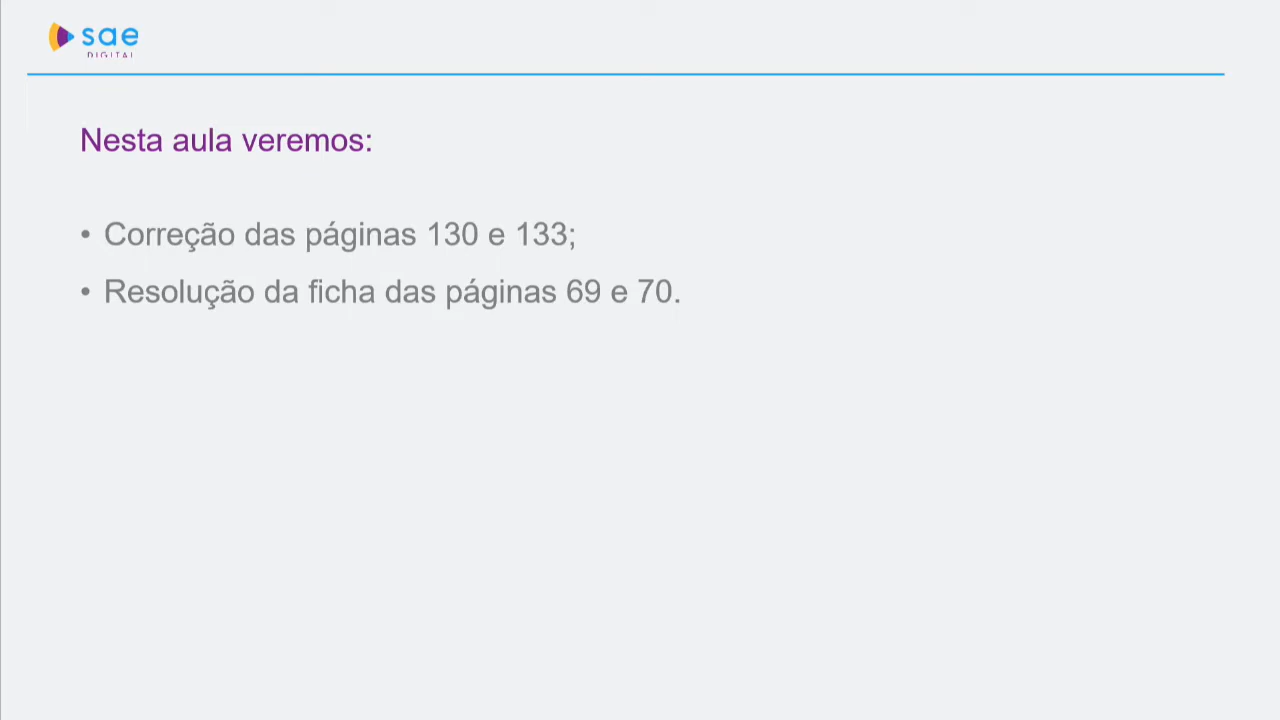 sae
DIGITAL
Nesta aula veremos:
• Correção das páginas 130 e 133;
• Resolução da ficha das páginas 69 e 70.